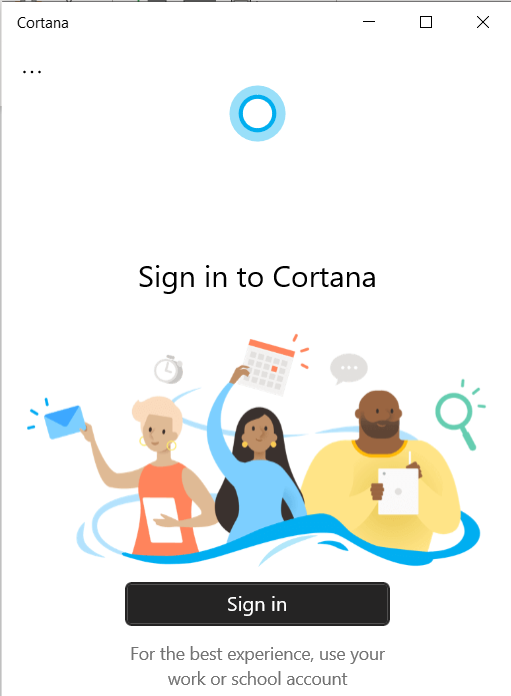 Cortana
...
Sign in to Cortana
Sign in
For the best experience, use your
work or school account